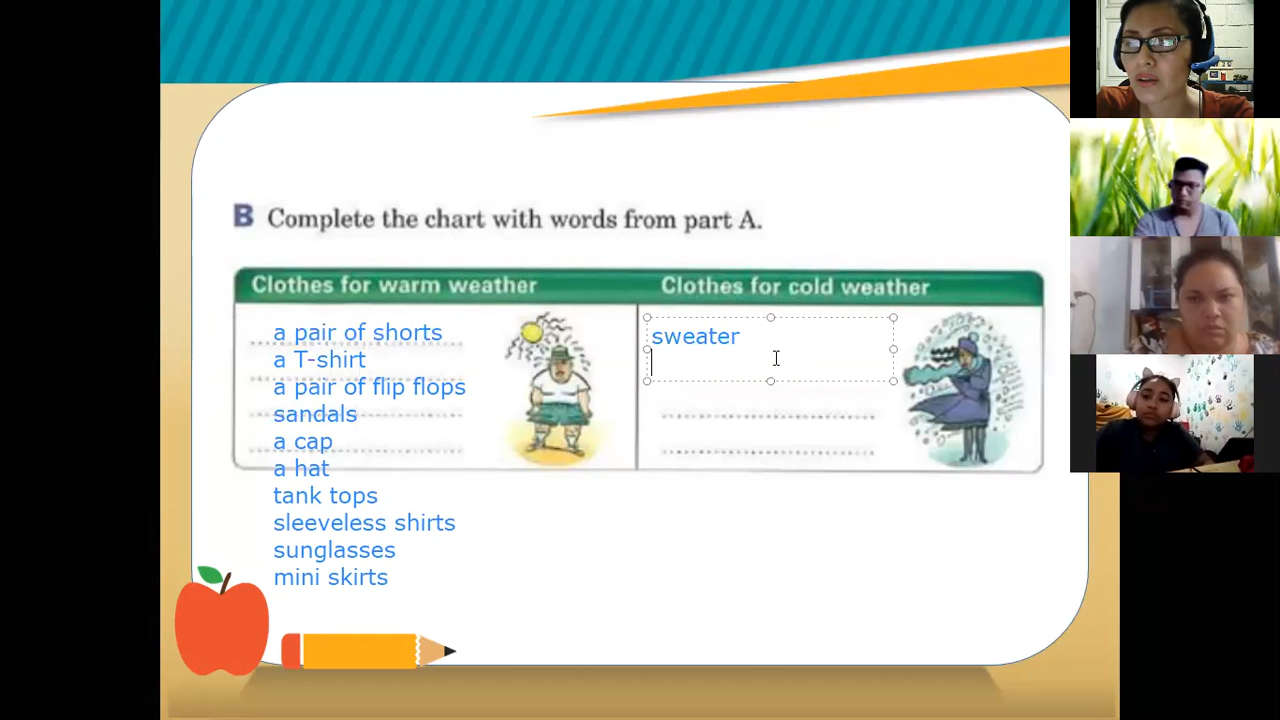 B Complete the chart with words from part A.
Clothes for warm weather
a pair of shorts
a T-shirt
a pair of flip flops
sandals
a cap
a hat
tank tops
sleeveless shirts
sunglasses
mini skirts
Clothes for cold weather
sweater